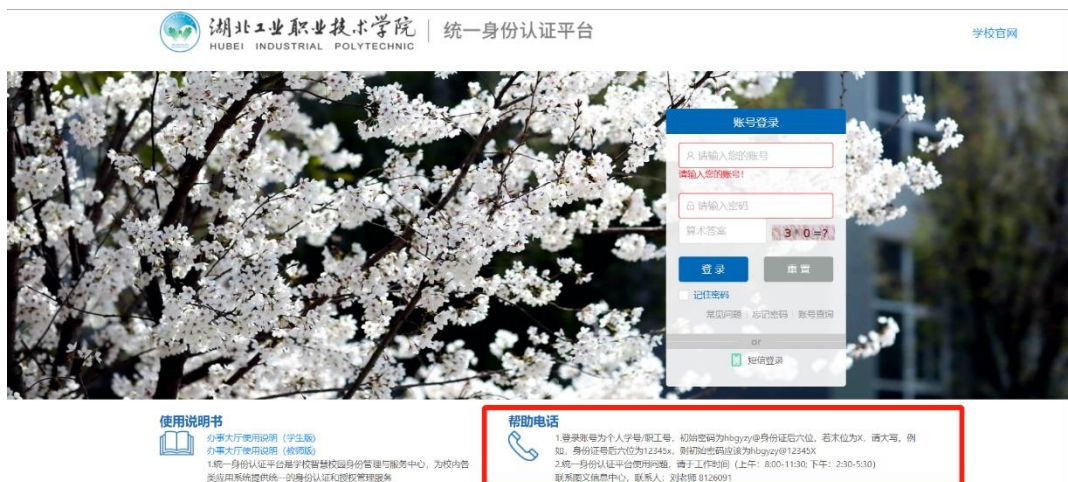 湖北工业职业技术学院
HUBEI INDUSTRIAL POLYTECHNIC
统一身份认证平台
学校官网
账号登录
请输入您的账号
请输入您的账号！
请输入密码
算术答案
3*0=?
登录 重置
记住密码
常见问题 忘记密码 账号查询
or
短信登录
使用说明书
办事大厅使用说明（学生版）
办事大厅使用说明（教师版）
1.统一身份认证平台是学校智慧校园身份管理与服务中心，为校内各
类应用系统提供统一的身份认证和授权管理服务
帮助电话
1.登录账号为个人学号/职工号，初始密码为hbgyzy@身份证后六位，若末位为X，请大写，例
如，身份证号后六位为12345x，则初始密码应该为hbgyzy@12345X
2.统一身份认证平台使用问题，请于工作时间（上午：8:00-11:30; 下午：2:30-5:30）
联系图文信息中心，联系人：刘老师 8126091